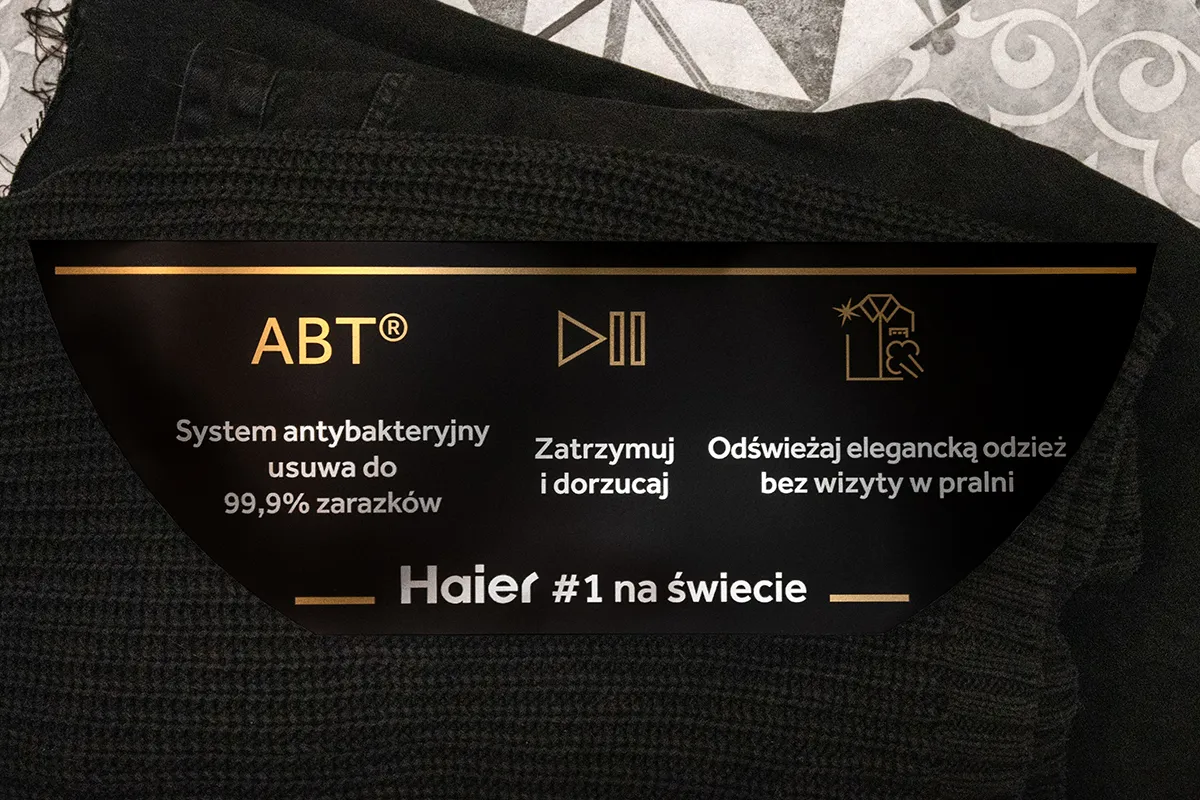 ABT®
System antybakteryjny
usuwa do
99,9% zarazków
Zatrzymuj
i dorzucaj
Odświeżaj elegancką odzież
bez wizyty w pralni
Haier #1 na świecie